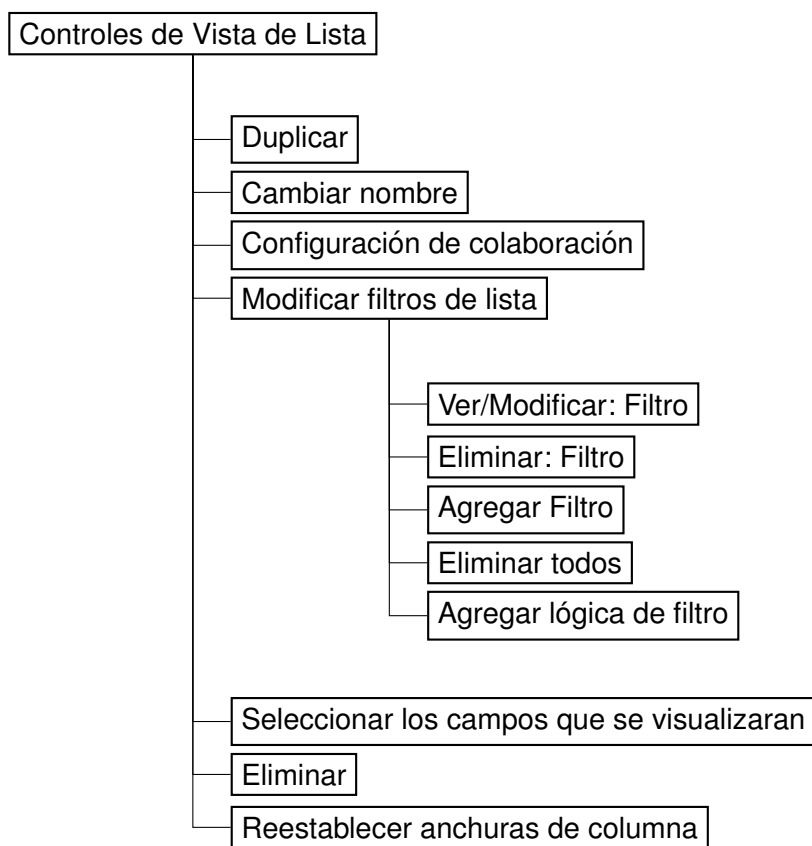 Controles de Vista de Lista
Duplicar
Cambiar nombre
Configuración de colaboración
Modificar filtros de lista
Ver/Modificar: Filtro
Eliminar: Filtro
Agregar Filtro
Eliminar todos
Agregar lógica de filtro
Seleccionar los campos que se visualizaran
Eliminar
Reestablecer anchuras de columna